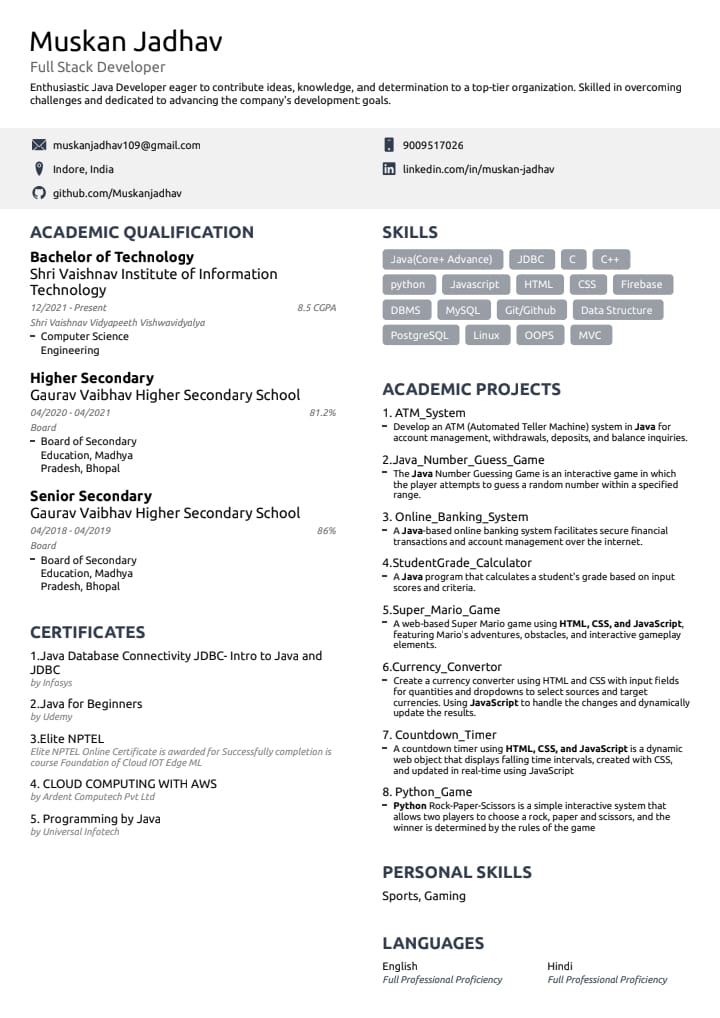 Muskan Jadhav
Full Stack Developer
Enthusiastic Java Developer eager to contribute ideas, knowledge, and determination to a top-tier organization. Skilled in overcoming
challenges and dedicated to advancing the company's development goals.
muskanjadhav109@gmail.com
9009517026
Indore, India
linkedin.com/in/muskan-jadhav
github.com/Muskanjadhav
ACADEMIC QUALIFICATION
Bachelor of Technology
Shri Vaishnav Institute of Information
Technology
12/2021 - Present 8.5 CGPA
Shri Vaishnav Vidyapeeth Vishwavidyalya
– Computer Science
Engineering
Higher Secondary
Gaurav Vaibhav Higher Secondary School
04/2020 - 04/2021 81.2%
Board
– Board of Secondary
Education, Madhya
Pradesh, Bhopal
Senior Secondary
Gaurav Vaibhav Higher Secondary School
04/2018 - 04/2019 86%
Board
– Board of Secondary
Education, Madhya
Pradesh, Bhopal
CERTIFICATES
1.Java Database Connectivity JDBC- Intro to Java and
JDBC
by Infosys
2.Java for Beginners
by Udemy
3.Elite NPTEL
Elite NPTEL Online Certificate is awarded for Successfully completion is
course Foundation of Cloud IOT Edge ML
4. CLOUD COMPUTING WITH AWS
by Ardent Computech Pvt Ltd
5. Programming by Java
by Universal Infotech
SKILLS
Java(Core+ Advance) JDBC C C++
python Javascript HTML CSS Firebase
DBMS MySQL Git/Github Data Structure
PostgreSQL Linux OOPS MVC
ACADEMIC PROJECTS
1. ATM_System
– Develop an ATM (Automated Teller Machine) system in Java for
account management, withdrawals, deposits, and balance inquiries.
2.Java_Number_Guess_Game
– The Java Number Guessing Game is an interactive game in which
the player attempts to guess a random number within a specified
range.
3. Online_Banking_System
– A Java-based online banking system facilitates secure financial
transactions and account management over the internet.
4.StudentGrade_Calculator
– A Java program that calculates a student's grade based on input
scores and criteria.
5.Super_Mario_Game
– A web-based Super Mario game using HTML, CSS, and JavaScript,
featuring Mario's adventures, obstacles, and interactive gameplay
elements.
6.Currency_Convertor
– Create a currency converter using HTML and CSS with input fields
for quantities and dropdowns to select sources and target
currencies. Using JavaScript to handle the changes and dynamically
update the results.
7. Countdown_Timer
– A countdown timer using HTML, CSS, and JavaScript is a dynamic
web object that displays falling time intervals, created with CSS,
and updated in real-time using JavaScript
8. Python_Game
– Python Rock-Paper-Scissors is a simple interactive system that
allows two players to choose a rock, paper and scissors, and the
winner is determined by the rules of the game
PERSONAL SKILLS
Sports, Gaming
LANGUAGES
English Hindi
Full Professional Proficiency Full Professional Proficiency